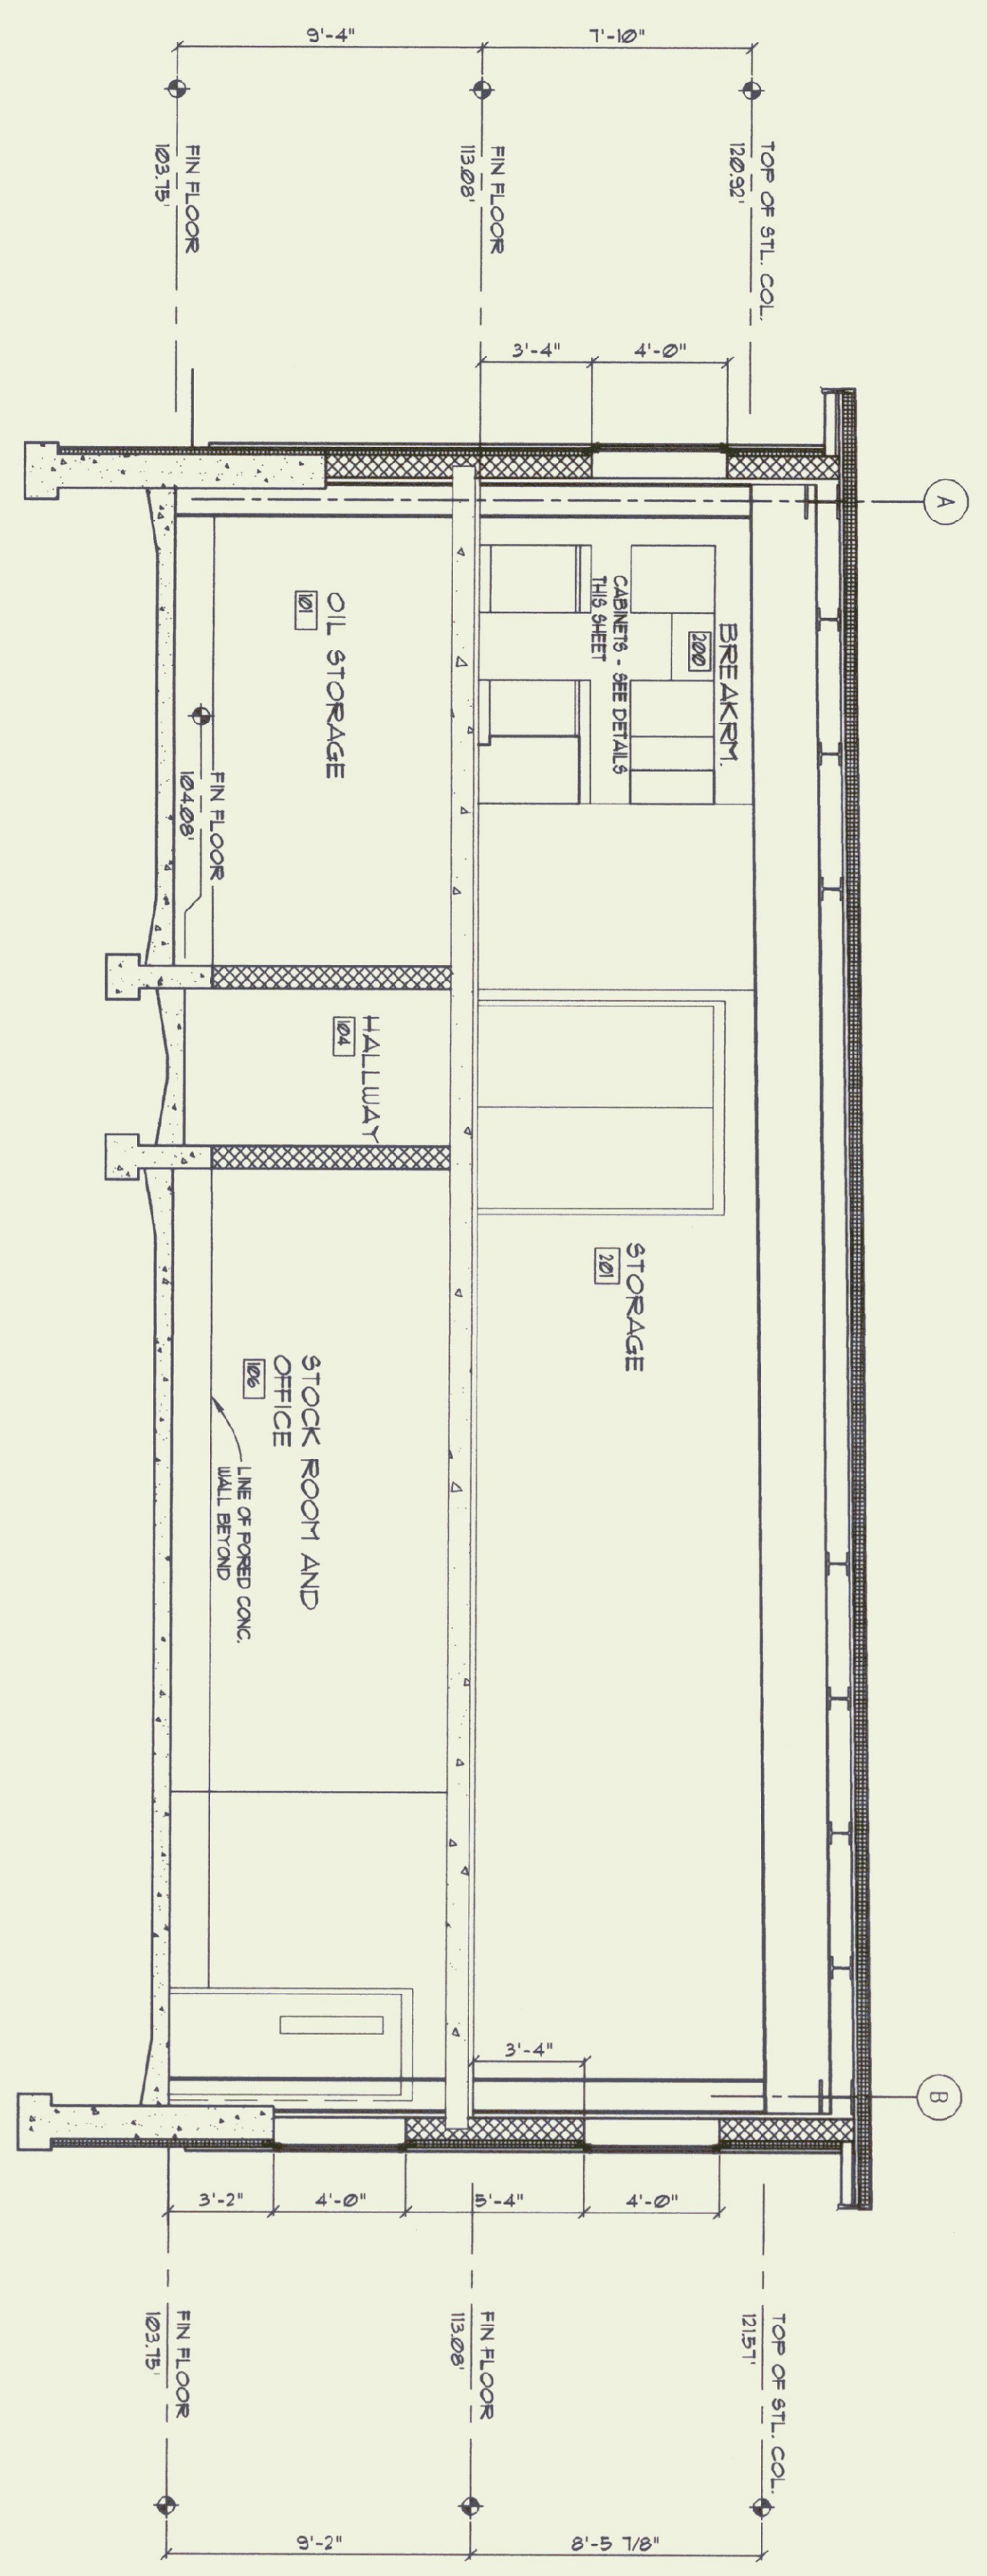 9'-4"
7'-10"
TOP OF STL. COL.
120.92'
FIN FLOOR
113.08'
FIN FLOOR
103.75'
3'-4"
4'-0"
A
BREAKRM.
200
CABINETS - SEE DETAILS
THIS SHEET
OIL STORAGE
101
FIN FLOOR
104.08'
HALLWAY
104
STORAGE
201
STOCK ROOM AND
OFFICE
106
LINE OF PORED CONC.
WALL BEYOND
3'-4"
B
3'-2"
4'-0"
5'-4"
4'-0"
TOP OF STL. COL.
121.57'
FIN FLOOR
113.08'
FIN FLOOR
103.75'
9'-2"
8'-5 7/8"